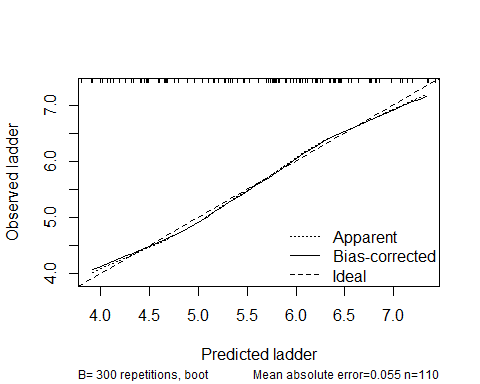 Observed ladder
7.0
6.0
5.0
4.0
Apparent
Bias-corrected
Ideal
4.0 4.5 5.0 5.5 6.0 6.5 7.0
Predicted ladder
B= 300 repetitions, boot Mean absolute error=0.055 n=110